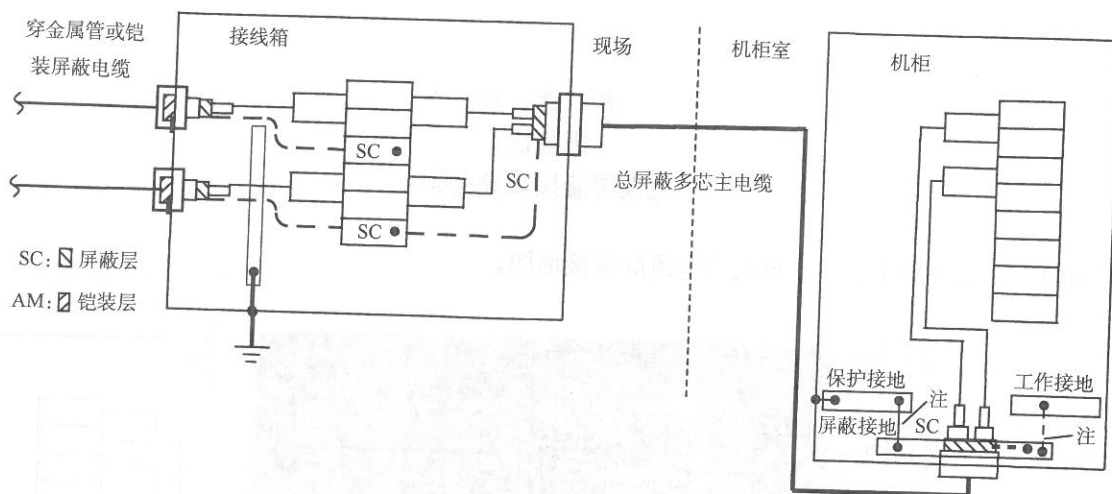 穿金属管或铠
装屏蔽电缆
接线箱
现场
机柜室
机柜
SC
SC
SC
总屏蔽多芯主电缆
SC: 屏蔽层
AM: 铠装层
保护接地
注
工作接地
屏蔽接地
SC
注